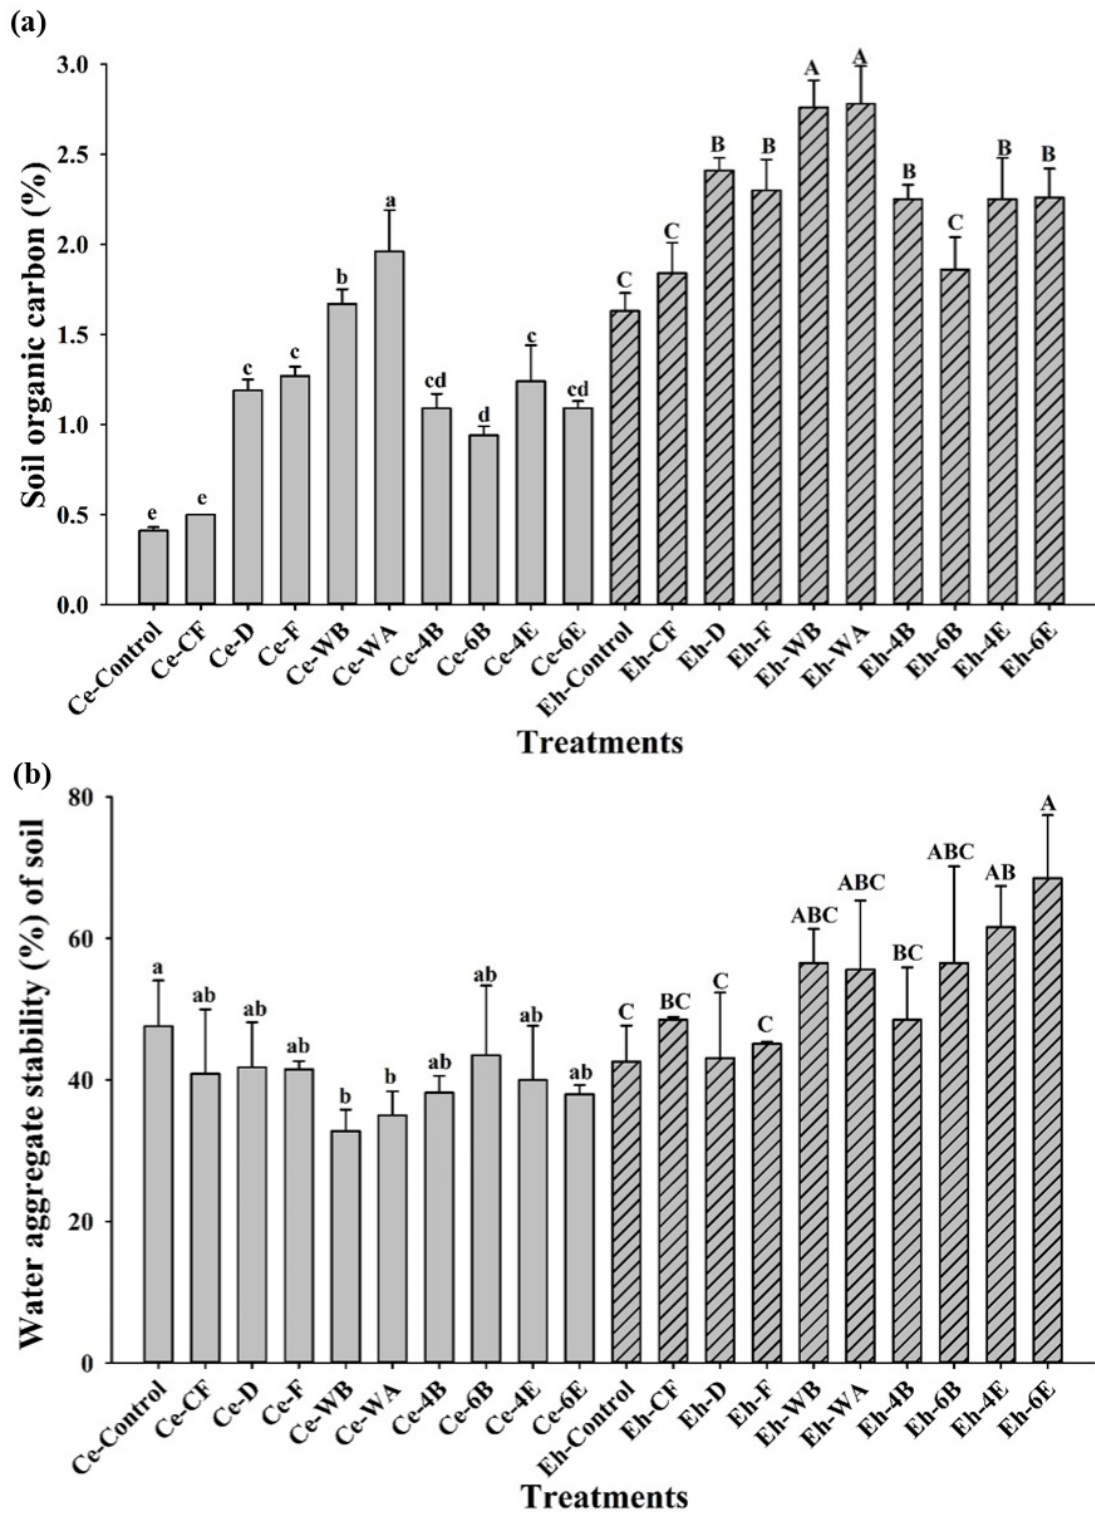 (a)
Soil organic carbon (%)
3.0
2.5
2.0
1.5
1.0
0.5
0.0
e
e
c
c
b
a
cd
d
c
cd
C
C
B
B
A
A
B
C
B
B
Ce-Control
Ce-CF
Ce-D
Ce-F
Ce-WB
Ce-WA
Ce-4B
Ce-6B
Ce-4E
Ce-6E
Eh-Control
Eh-CF
Eh-D
Eh-F
Eh-WB
Eh-WA
Eh-4B
Eh-6B
Eh-4E
Eh-6E
Treatments
(b)
Water aggregate stability (%) of soil
80
60
40
20
0
a
ab
ab
ab
b
b
ab
ab
ab
ab
C
BC
C
C
ABC
ABC
BC
ABC
AB
A
Ce-Control
Ce-CF
Ce-D
Ce-F
Ce-WB
Ce-WA
Ce-4B
Ce-6B
Ce-4E
Ce-6E
Eh-Control
Eh-CF
Eh-D
Eh-F
Eh-WB
Eh-WA
Eh-4B
Eh-6B
Eh-4E
Eh-6E
Treatments